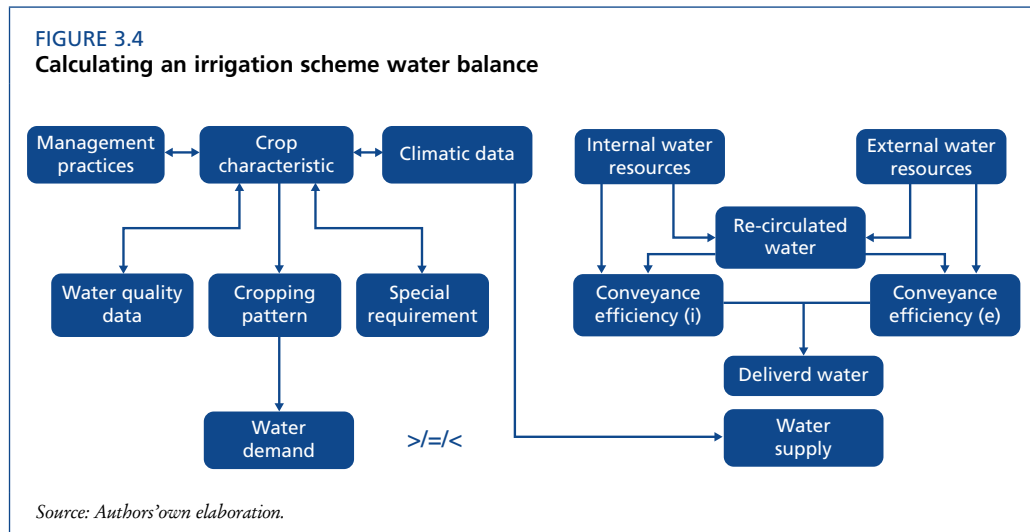 FIGURE 3.4
Calculating an irrigation scheme water balance
Management
practices
Crop
characteristic
Climatic data
Internal water
resources
External water
resources
Re-circulated
water
Water quality
data
Cropping
pattern
Special
requirement
Conveyance
efficiency (i)
Conveyance
efficiency (e)
Deliverd water
Water
demand
>/=/<
Water
supply
Source: Authors'own elaboration.